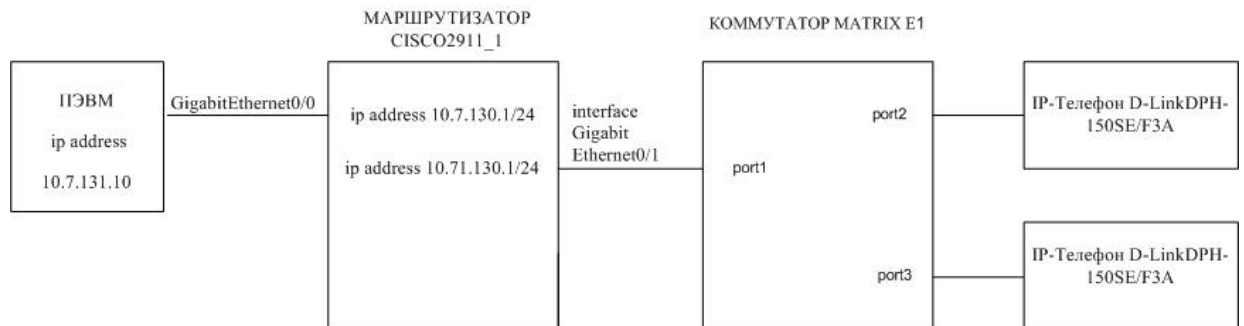 МАРШРУТИЗАТОР
CISCO2911_1
КОММУТАТОР MATRIX E1
ПЭВМ
ip address
10.7.131.10
GigabitEthernet0/0
ip address 10.7.130.1/24
ip address 10.71.130.1/24
interface
Gigabit
Ethernet0/1
port1
port2
port3
IP-Телефон D-LinkDPH-
150SE/F3A
IP-Телефон D-LinkDPH-
150SE/F3A